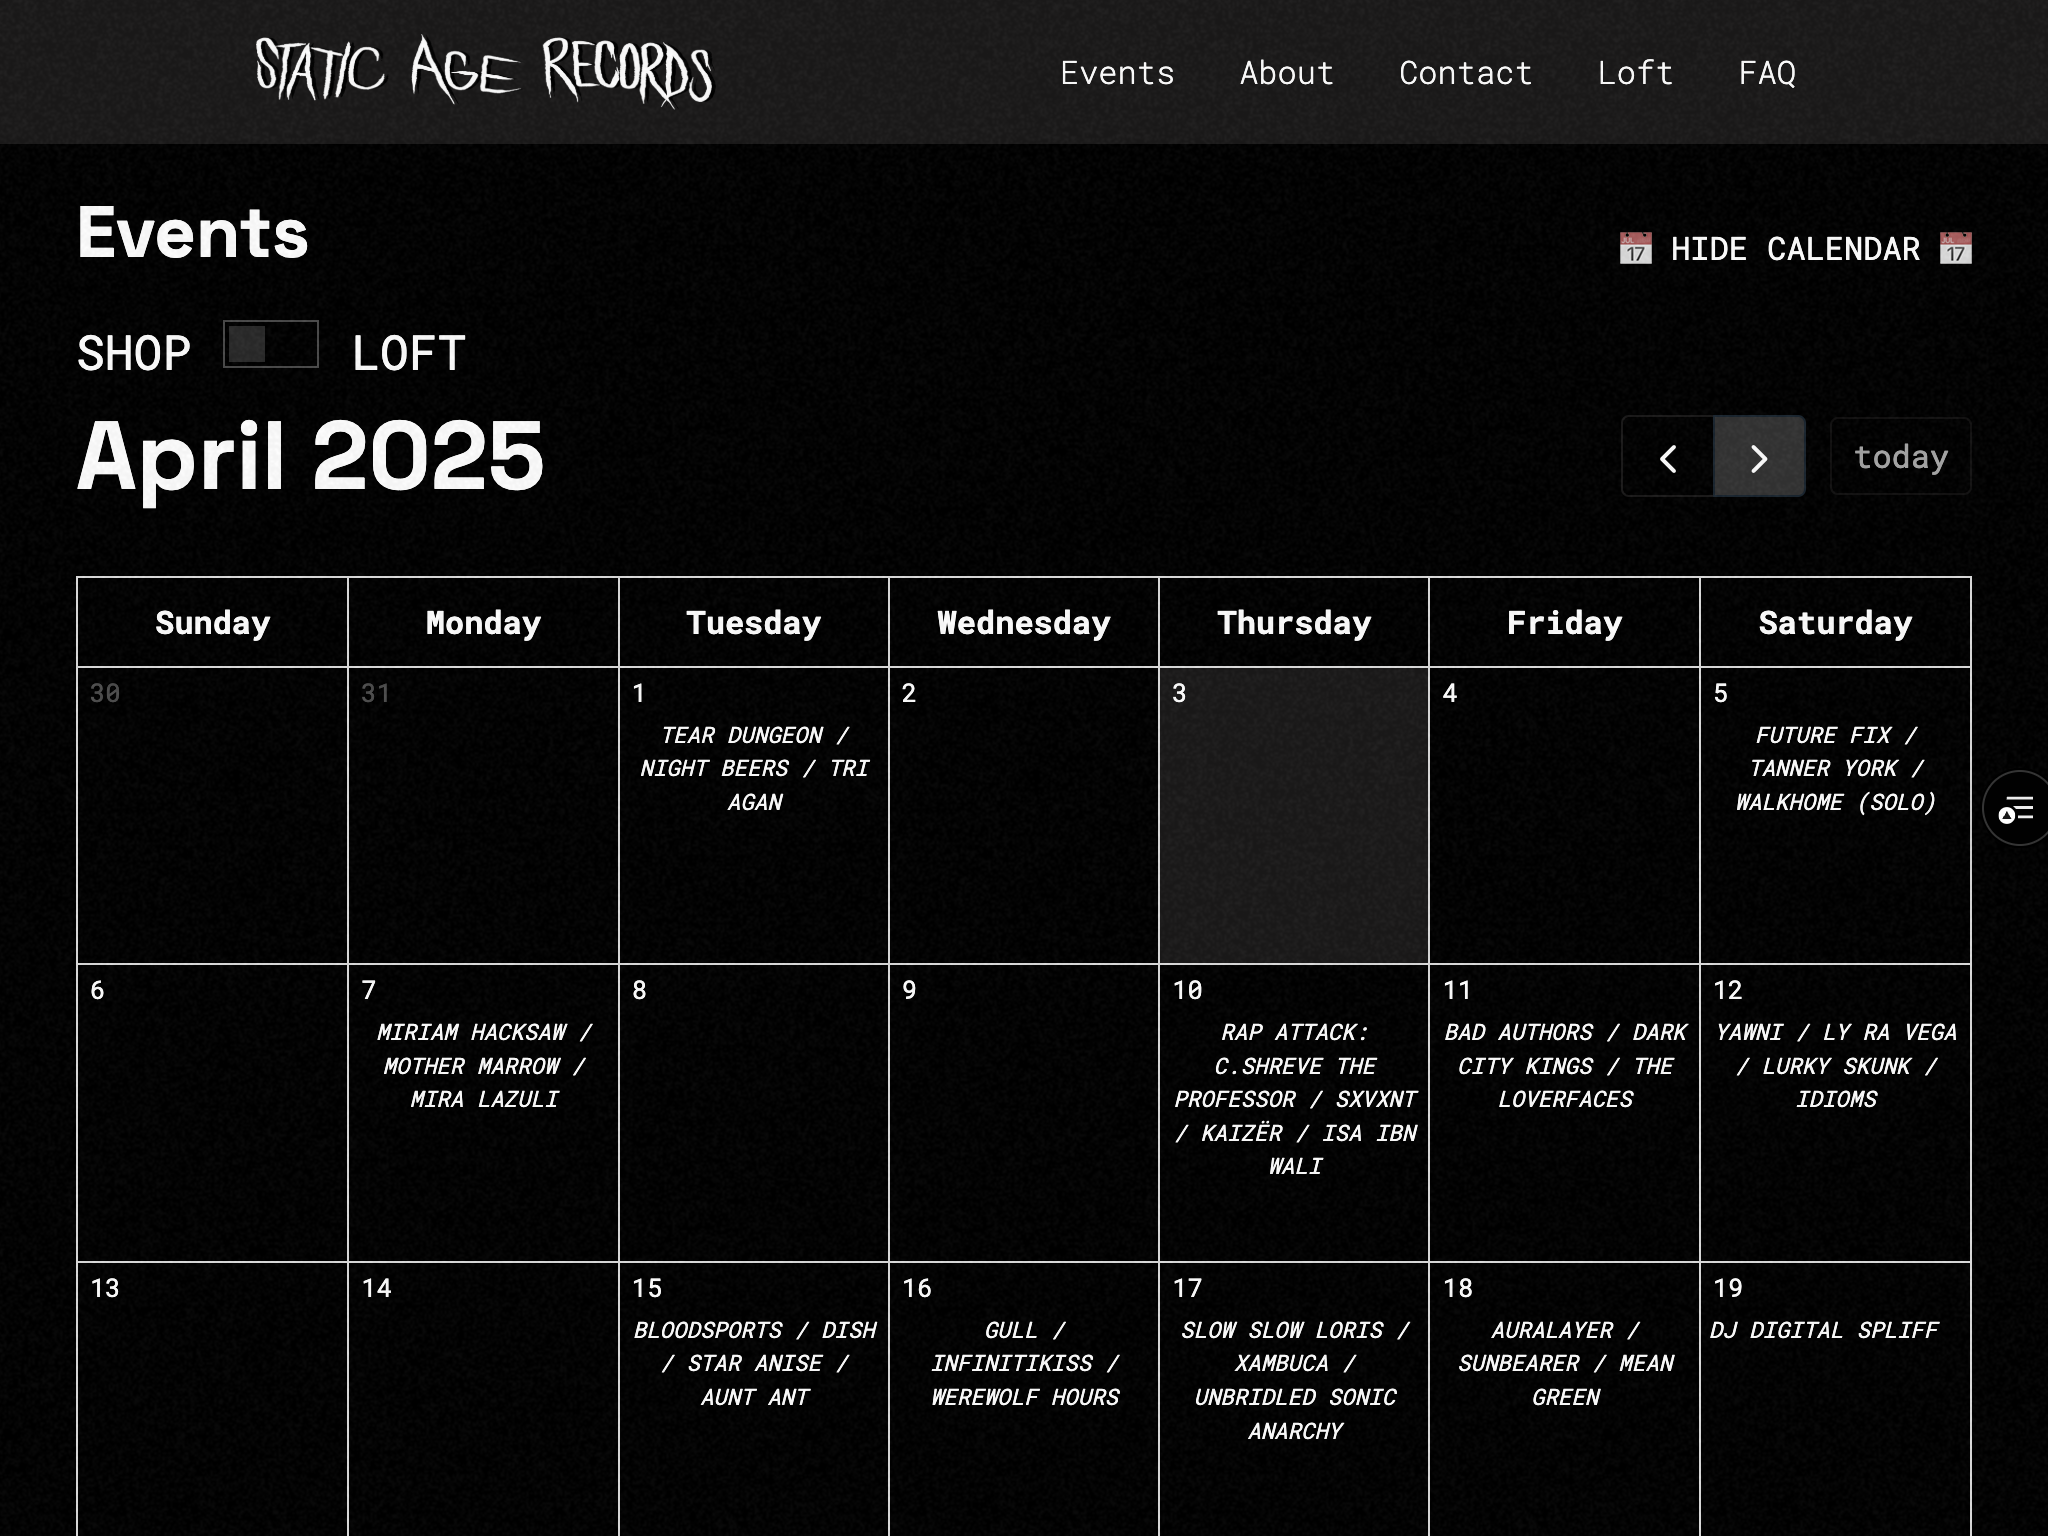 STATIC AGE RECORDS
Events
About
Contact
Loft
FAQ
Events
HIDE CALENDAR
SHOP
LOFT
April 2025
today
Sunday
Monday
Tuesday
Wednesday
Thursday
Friday
Saturday
30
31
1
TEAR DUNGEON /
NIGHT BEERS / TRI
AGAN
2
3
4
5
FUTURE FIX /
TANNER YORK /
WALKHOME (SOLO)
6
7
MIRIAM HACKSAW /
MOTHER MARROW /
MIRA LAZULI
8
9
10
RAP ATTACK:
C.SHREVE THE
PROFESSOR / SXVXNT
/ KAIZËR / ISA IBN
WALI
11
BAD AUTHORS / DARK
CITY KINGS / THE
LOVERFACES
12
YAWNI / LY RA VEGA
/ LURKY SKUNK /
IDIOMS
13
14
15
BLOODSPORTS / DISH
/ STAR ANISE /
AUNT ANT
16
GULL /
INFINITIKISS /
WEREWOLF HOURS
17
SLOW SLOW LORIS /
XAMBUCA /
UNBRIDLED SONIC
ANARCHY
18
AURALAYER /
SUNBEARER / MEAN
GREEN
19
DJ DIGITAL SPLIFF